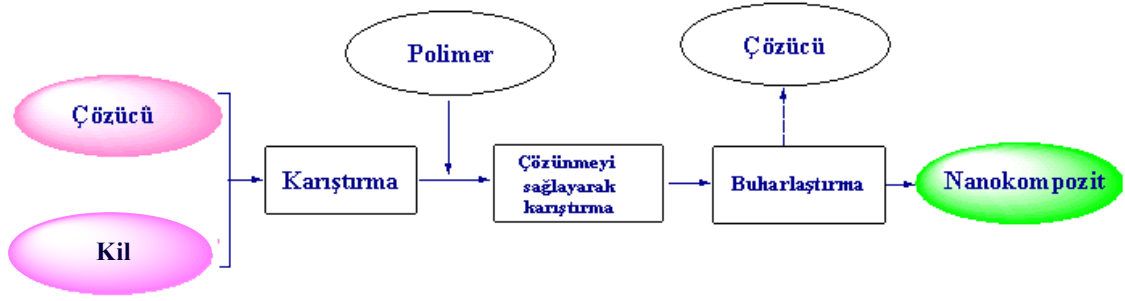 Polimer
Çözücü
Çözücü
Karıştırma
Çözünmeyi
sağlayarak
karıştırma
Buharlaştırma
Nanokompozit
Kil